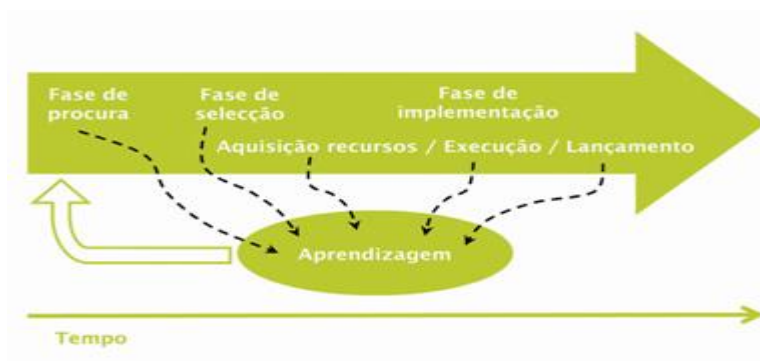 Fase de
procura
Fase de
selecção
Fase de
implementação
Aquisição recursos / Execução / Lançamento
Aprendizagem
Tempo